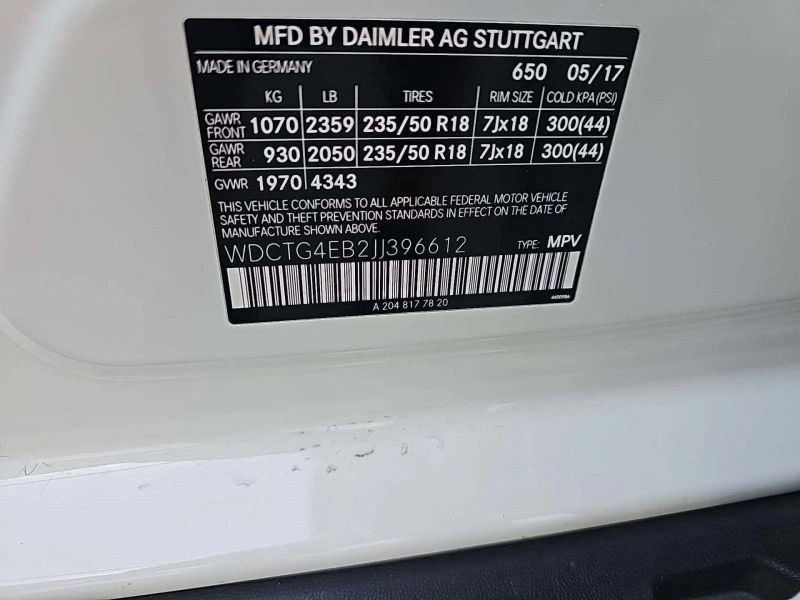 MFD BY DAIMLER AG STUTTGART
MADE IN GERMANY 650 05/17
KG LB TIRES RIM SIZE COLD KPA (PSI)
GAWR FRONT 1070 2359 235/50 R18 7Jx18 300(44)
GAWR REAR 930 2050 235/50 R18 7Jx18 300(44)
GVWR 1970 4343
THIS VEHICLE CONFORMS TO ALL APPLICABLE FEDERAL MOTOR VEHICLE
SAFETY AND THEFT PREVENTION STANDARDS IN EFFECT ON THE DATE OF
MANUFACTURE SHOWN ABOVE.
WDCTG4EB2JJ396612 TYPE: MPV
A 204 817 78 20 4450986